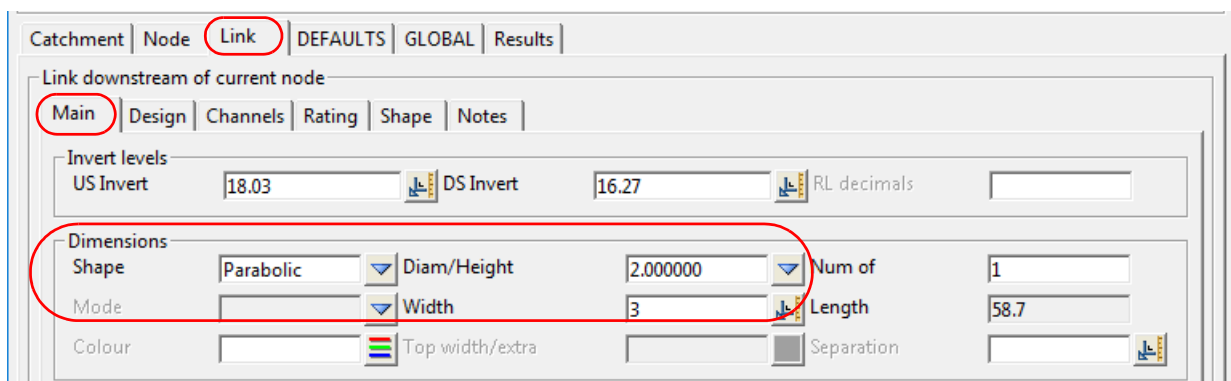 Catchment Node Link DEFAULTS GLOBAL Results
Link downstream of current node
Main Design Channels Rating Shape Notes
Invert levels
US Invert 18.03 DS Invert 16.27 RL decimals
Dimensions
Shape Parabolic Diam/Height 2.000000 Num of 1
Mode Width 3 Length 58.7
Colour Top width/extra Separation